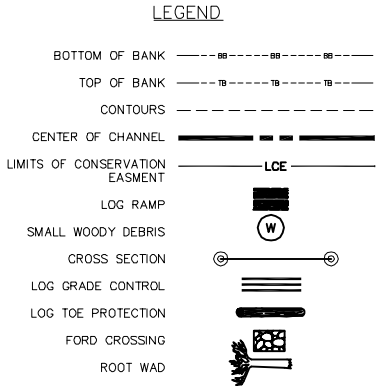 LEGEND
BOTTOM OF BANK BB BB BB
TOP OF BANK TB TB TB
CONTOURS
CENTER OF CHANNEL
LIMITS OF CONSERVATION
EASMENT LCE
LOG RAMP
SMALL WOODY DEBRIS W
CROSS SECTION
LOG GRADE CONTROL
LOG TOE PROTECTION
FORD CROSSING
ROOT WAD